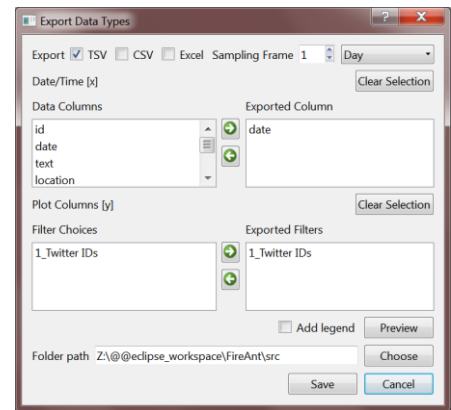 Export Data Types
Export TSV CSV Excel Sampling Frame 1 Day
Date/Time [x] Clear Selection
Data Columns Exported Column
id date
date
text
location
Plot Columns [y] Clear Selection
Filter Choices Exported Filters
1_Twitter IDs 1_Twitter IDs
Add legend Preview
Folder path Z:\@@eclipse_workspace\FireAnt\src Choose
Save Cancel